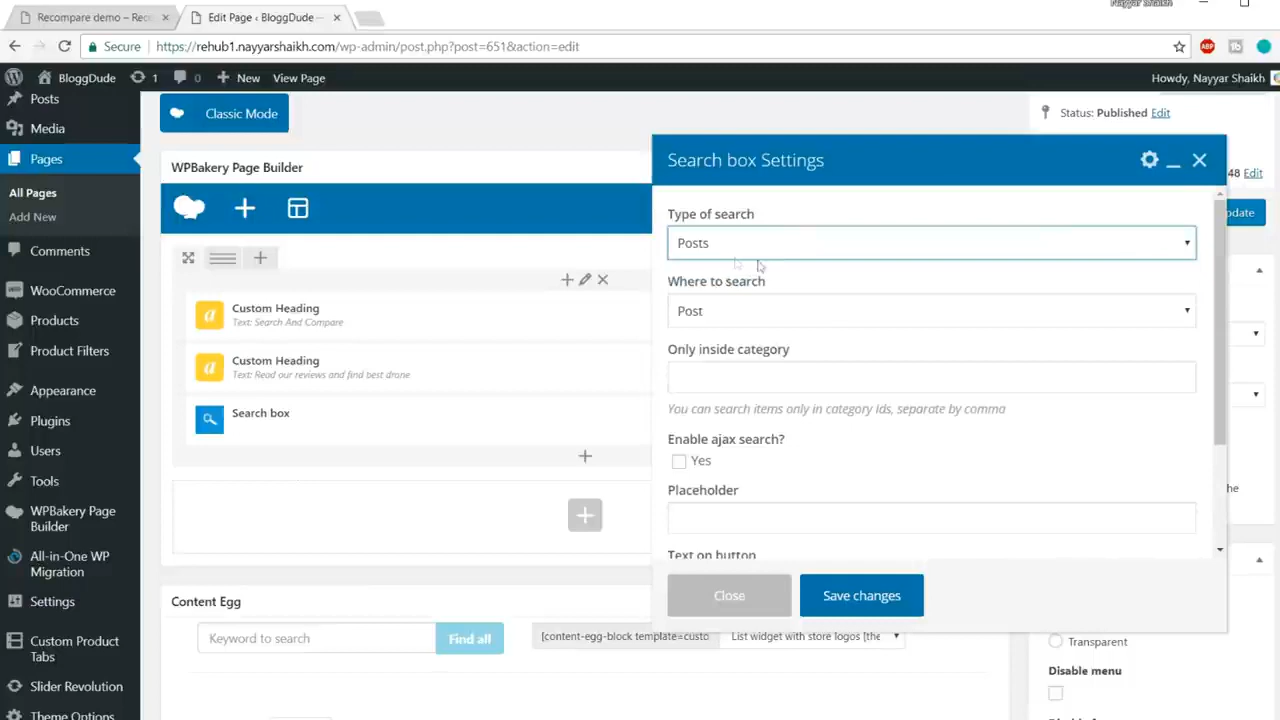 Nayyar Shaikh
Recompare demo – Rec
Edit Page ‹ BloggDude —
Secure
https://rehub1.nayyarshaikh.com/wp-admin/post.php?post=651&action=edit
ABP
BloggDude
1
0
New
View Page
Howdy, Nayyar Shaikh
Posts
Media
Pages
All Pages
Add New
Comments
WooCommerce
Products
Product Filters
Appearance
Plugins
Users
Tools
WPBakery Page
Builder
All-in-One WP
Migration
Settings
Custom Product
Tabs
Slider Revolution
Theme Options
Classic Mode
WPBakery Page Builder
Custom Heading
Text: Search And Compare
Custom Heading
Text: Read our reviews and find best drone
Search box
Content Egg
Keyword to search
Find all
[content-egg-block template=custo
List widget with store logos [the
Search box Settings
Type of search
Posts
Where to search
Post
Only inside category
You can search items only in category ids, separate by comma
Enable ajax search?
Yes
Placeholder
Text on button
Close
Save changes
Status: Published Edit
48 Edit
pdate
he
Transparent
Disable menu